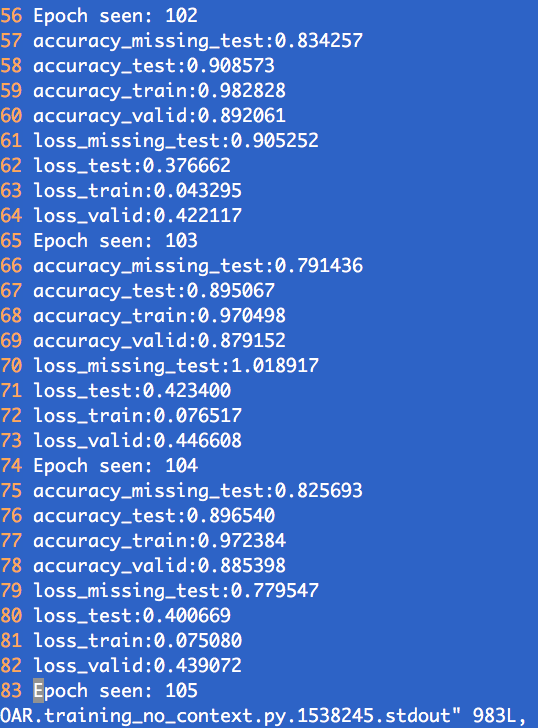 56 Epoch seen: 102
57 accuracy_missing_test:0.834257
58 accuracy_test:0.908573
59 accuracy_train:0.982828
60 accuracy_valid:0.892061
61 loss_missing_test:0.905252
62 loss_test:0.376662
63 loss_train:0.043295
64 loss_valid:0.422117
65 Epoch seen: 103
66 accuracy_missing_test:0.791436
67 accuracy_test:0.895067
68 accuracy_train:0.970498
69 accuracy_valid:0.879152
70 loss_missing_test:1.018917
71 loss_test:0.423400
72 loss_train:0.076517
73 loss_valid:0.446608
74 Epoch seen: 104
75 accuracy_missing_test:0.825693
76 accuracy_test:0.896540
77 accuracy_train:0.972384
78 accuracy_valid:0.885398
79 loss_missing_test:0.779547
80 loss_test:0.400669
81 loss_train:0.075080
82 loss_valid:0.439072
83 Epoch seen: 105
OAR.training_no_context.py.1538245.stdout" 983L,